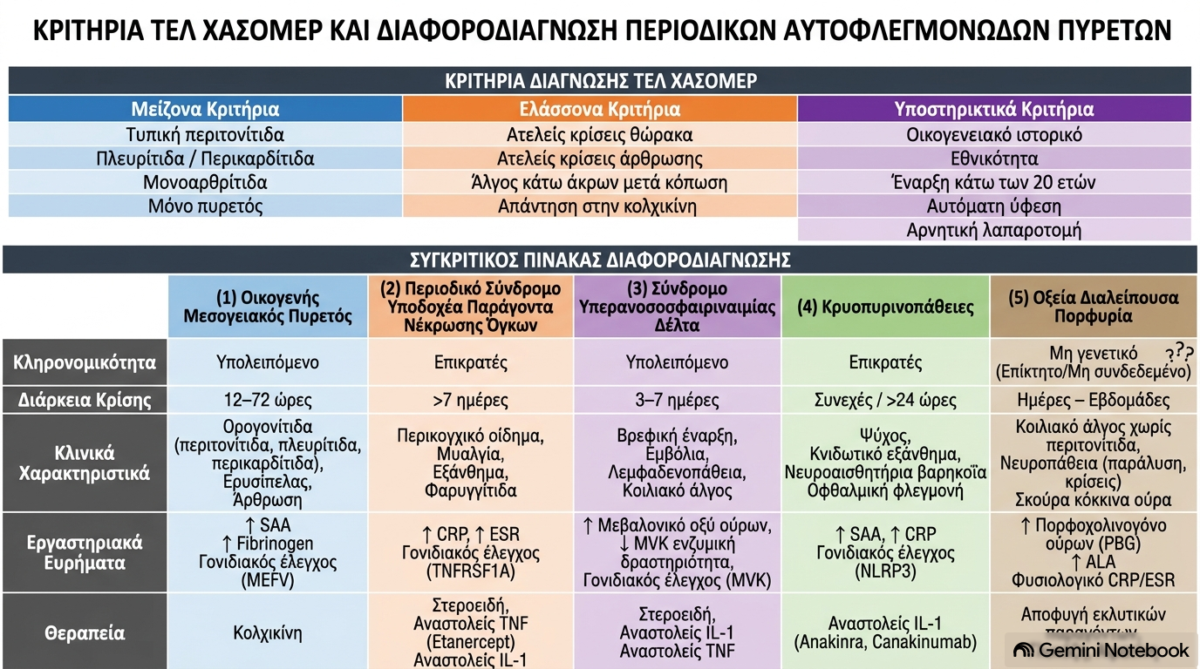 ΚΡΙΤΗΡΙΑ ΤΕΛ ΧΑΣΟΜΕΡ ΚΑΙ ΔΙΑΦΟΡΟΔΙΑΓΝΩΣΗ ΠΕΡΙΟΔΙΚΩΝ ΑΥΤΟΦΛΕΓΜΟΝΩΔΩΝ ΠΥΡΕΤΩΝ
ΚΡΙΤΗΡΙΑ ΔΙΑΓΝΩΣΗΣ ΤΕΛ ΧΑΣΟΜΕΡ
Μείζονα Κριτήρια
Ελάσσονα Κριτήρια
Υποστηρικτικά Κριτήρια
Τυπική περιτονίτιδα
Ατελείς κρίσεις θώρακα
Οικογενειακό ιστορικό
Πλευρίτιδα / Περικαρδίτιδα
Ατελείς κρίσεις άρθρωσης
Εθνικότητα
Μονοαρθρίτιδα
Άλγος κάτω άκρων μετά κόπωση
Έναρξη κάτω των 20 ετών
Μόνο πυρετός
Απάντηση στην κολχικίνη
Αυτόματη ύφεση
Αρνητική λαπαροτομή
ΣΥΓΚΡΙΤΙΚΟΣ ΠΙΝΑΚΑΣ ΔΙΑΦΟΡΟΔΙΑΓΝΩΣΗΣ
(1) Οικογενής
Μεσογειακός Πυρετός
(2) Περιοδικό Σύνδρομο
Υποδοχέα Παράγοντα
Νέκρωσης Όγκων
(3) Σύνδρομο
Υπερανοσοσφαιριναιμίας
Δέλτα
(4) Κρυοπυρινοπάθειες
(5) Οξεία Διαλείπουσα
Πορφυρία
Κληρονομικότητα
Υπολειπόμενο
Επικρατές
Υπολειπόμενο
Επικρατές
Μη γενετικό ???
(Επίκτητο/Μη συνδεδεμένο)
Διάρκεια Κρίσης
12–72 ώρες
>7 ημέρες
3–7 ημέρες
Συνεχές / >24 ώρες
Ημέρες – Εβδομάδες
Κλινικά
Χαρακτηριστικά
Ορογονίτιδα
(περιτονίτιδα, πλευρίτιδα,
περικαρδίτιδα),
Ερυσίπελας,
Άρθρωση
Περικογχικό οίδημα,
Μυαλγία,
Εξάνθημα,
Φαρυγγίτιδα
Βρεφική έναρξη,
Εμβόλια,
Λεμφαδενοπάθεια,
Κοιλιακό άλγος
Ψύχος,
Κνιδωτικό εξάνθημα,
Νευροαισθητήρια βαρηκοΐα
Οφθαλμική φλεγμονή
Κοιλιακό άλγος χωρίς
περιτονίτιδα,
Νευροπάθεια (παράλυση,
κρίσεις)
Σκούρα κόκκινα ούρα
Εργαστηριακά
Ευρήματα
↑ SAA
↑ Fibrinogen
Γονιδιακός έλεγχος
(MEFV)
↑ CRP, ↑ ESR
Γονιδιακός έλεγχος
(TNFRSF1A)
↑ Μεβαλονικό οξύ ούρων,
↓ MVK ενζυμική
δραστηριότητα,
Γονιδιακός έλεγχος (MVK)
↑ SAA, ↑ CRP
Γονιδιακός έλεγχος
(NLRP3)
↑ Πορφοχολινογόνο
ούρων (PBG)
↑ ALA
Φυσιολογικό CRP/ESR
Θεραπεία
Κολχικίνη
Στεροειδή,
Αναστολείς TNF
(Etanercept)
Αναστολείς IL-1
Στεροειδή,
Αναστολείς IL-1
Αναστολείς TNF
Αναστολείς IL-1
(Anakinra, Canakinumab)
Αποφυγή εκλυτικών
Gemini Notebook